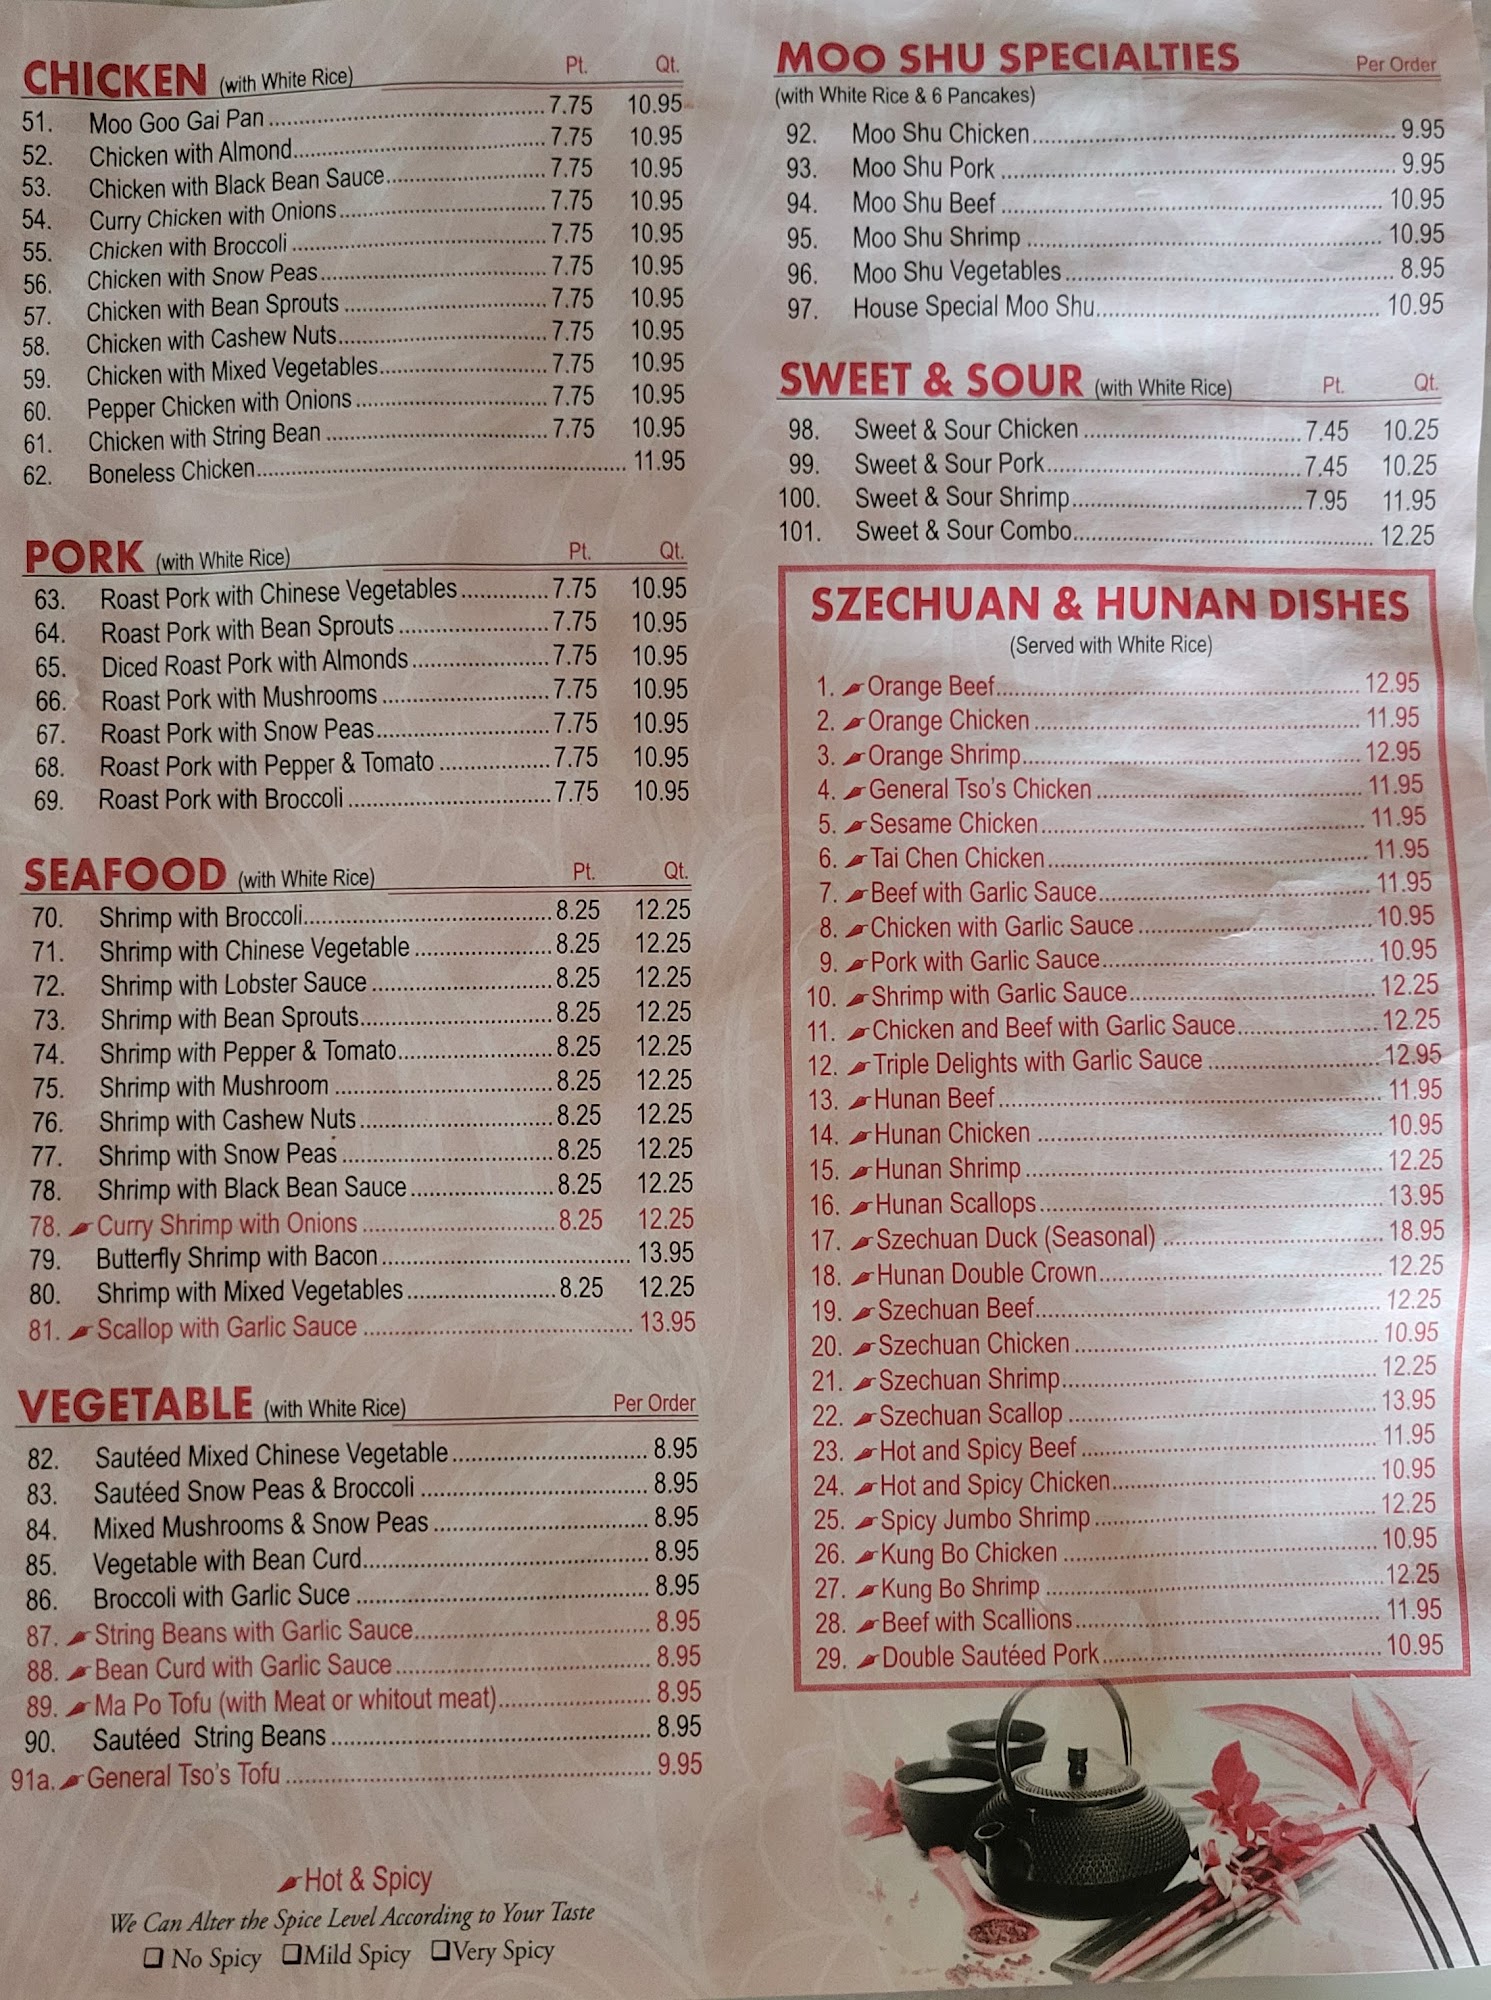 CHICKEN (with White Rice) Pt. Qt.
51. Moo Goo Gai Pan 7.75 10.95
52. Chicken with Almond 7.75 10.95
53. Chicken with Black Bean Sauce 7.75 10.95
54. Curry Chicken with Onions 7.75 10.95
55. Chicken with Broccoli 7.75 10.95
56. Chicken with Snow Peas 7.75 10.95
57. Chicken with Bean Sprouts 7.75 10.95
58. Chicken with Cashew Nuts 7.75 10.95
59. Chicken with Mixed Vegetables 7.75 10.95
60. Pepper Chicken with Onions 7.75 10.95
61. Chicken with String Bean 7.75 10.95
62. Boneless Chicken 11.95
PORK (with White Rice) Pt. Qt.
63. Roast Pork with Chinese Vegetables 7.75 10.95
64. Roast Pork with Bean Sprouts 7.75 10.95
65. Diced Roast Pork with Almonds 7.75 10.95
66. Roast Pork with Mushrooms 7.75 10.95
67. Roast Pork with Snow Peas 7.75 10.95
68. Roast Pork with Pepper & Tomato 7.75 10.95
69. Roast Pork with Broccoli 7.75 10.95
SEAFOOD (with White Rice) Pt. Qt.
70. Shrimp with Broccoli 8.25 12.25
71. Shrimp with Chinese Vegetable 8.25 12.25
72. Shrimp with Lobster Sauce 8.25 12.25
73. Shrimp with Bean Sprouts 8.25 12.25
74. Shrimp with Pepper & Tomato 8.25 12.25
75. Shrimp with Mushroom 8.25 12.25
76. Shrimp with Cashew Nuts 8.25 12.25
77. Shrimp with Snow Peas 8.25 12.25
78. Shrimp with Black Bean Sauce 8.25 12.25
78. Curry Shrimp with Onions 8.25 12.25
79. Butterfly Shrimp with Bacon 13.95
80. Shrimp with Mixed Vegetables 8.25 12.25
81. Scallop with Garlic Sauce 13.95
VEGETABLE (with White Rice) Per Order
82. Sautéed Mixed Chinese Vegetable 8.95
83. Sautéed Snow Peas & Broccoli 8.95
84. Mixed Mushrooms & Snow Peas 8.95
85. Vegetable with Bean Curd 8.95
86. Broccoli with Garlic Suce 8.95
87. String Beans with Garlic Sauce 8.95
88. Bean Curd with Garlic Sauce 8.95
89. Ma Po Tofu (with Meat or whitout meat) 8.95
90. Sautéed String Beans 8.95
91a. General Tso's Tofu 9.95
Hot & Spicy
We Can Alter the Spice Level According to Your Taste
❑ No Spicy ❑Mild Spicy ❑Very Spicy
MOO SHU SPECIALTIES Per Order
(with White Rice & 6 Pancakes)
92. Moo Shu Chicken 9.95
93. Moo Shu Pork 9.95
94. Moo Shu Beef 10.95
95. Moo Shu Shrimp 10.95
96. Moo Shu Vegetables 8.95
97. House Special Moo Shu 10.95
SWEET & SOUR (with White Rice) Pt. Qt.
98. Sweet & Sour Chicken 7.45 10.25
99. Sweet & Sour Pork 7.45 10.25
100. Sweet & Sour Shrimp 7.95 11.95
101. Sweet & Sour Combo 12.25
SZECHUAN & HUNAN DISHES
(Served with White Rice)
1. Orange Beef 12.95
2. Orange Chicken 11.95
3. Orange Shrimp 12.95
4. General Tso's Chicken 11.95
5. Sesame Chicken 11.95
6. Tai Chen Chicken 11.95
7. Beef with Garlic Sauce 11.95
8. Chicken with Garlic Sauce 10.95
9. Pork with Garlic Sauce 10.95
10. Shrimp with Garlic Sauce 12.25
11. Chicken and Beef with Garlic Sauce 12.25
12. Triple Delights with Garlic Sauce 12.95
13. Hunan Beef 11.95
14. Hunan Chicken 10.95
15. Hunan Shrimp 12.25
16. Hunan Scallops 13.95
17. Szechuan Duck (Seasonal) 18.95
18. Hunan Double Crown 12.25
19. Szechuan Beef 12.25
20. Szechuan Chicken 10.95
21. Szechuan Shrimp 12.25
22. Szechuan Scallop 13.95
23. Hot and Spicy Beef 11.95
24. Hot and Spicy Chicken 10.95
25. Spicy Jumbo Shrimp 12.25
26. Kung Bo Chicken 10.95
27. Kung Bo Shrimp 12.25
28. Beef with Scallions 11.95
29. Double Sautéed Pork 10.95